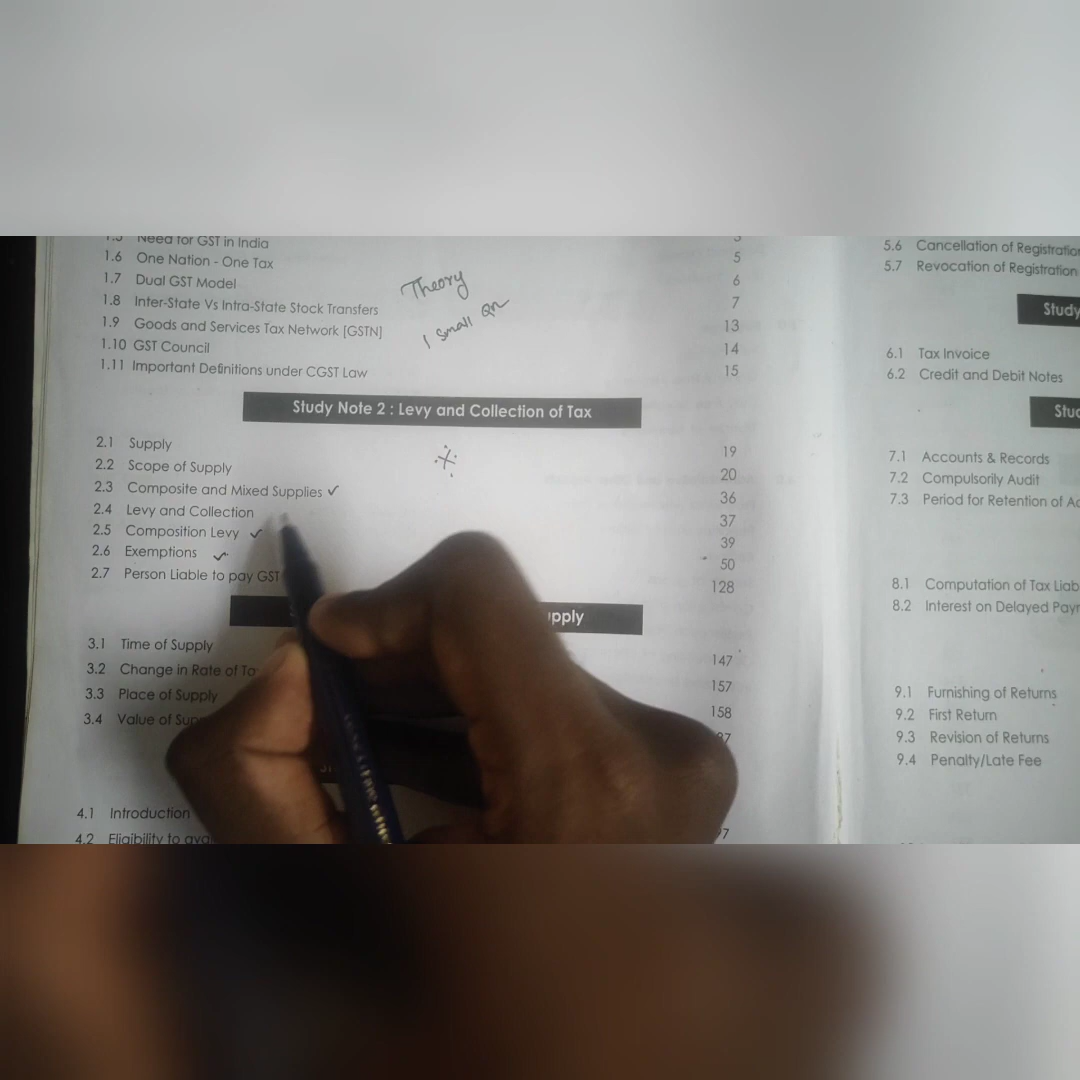 Need for GST in India
1.6 One Nation - One Tax 5
1.7 Dual GST Model 6
1.8 Inter-State Vs Intra-State Stock Transfers 7
1.9 Goods and Services Tax Network [GSTN] 13
1.10 GST Council 14
1.11 Important Definitions under CGST Law 15
Theory
1 Small Qn
Study Note 2 : Levy and Collection of Tax
2.1 Supply 19
2.2 Scope of Supply 20
2.3 Composite and Mixed Supplies ✓ 36
2.4 Levy and Collection 37
2.5 Composition Levy ✓ 39
2.6 Exemptions ✓ 50
2.7 Person Liable to pay GST 128
3.1 Time of Supply 147
3.2 Change in Rate of 157
3.3 Place of Supply 158
3.4 Value of
4.1 Introduction
4.2 Eligibility to
5.6 Cancellation of
5.7 Revocation of Registration
Study
6.1 Tax Invoice
6.2 Credit and Debit Notes
7.1 Accounts & Records
7.2 Compulsorily Audit
7.3 Period for Retention of
8.1 Computation of Tax
8.2 Interest on Delayed
9.1 Furnishing of Returns
9.2 First Return
9.3 Revision of Returns
9.4 Penalty/Late Fee